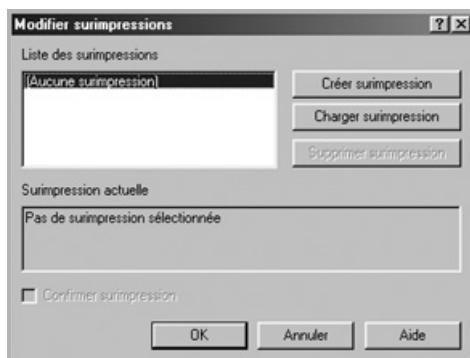 Modifier surimpressions
Liste des surimpressions
(Aucune surimpression)
Créer surimpression
Charger surimpression
Supprimer surimpression
Surimpression actuelle
Pas de surimpression sélectionnée
Confirmer surimpression
OK
Annuler
Aide